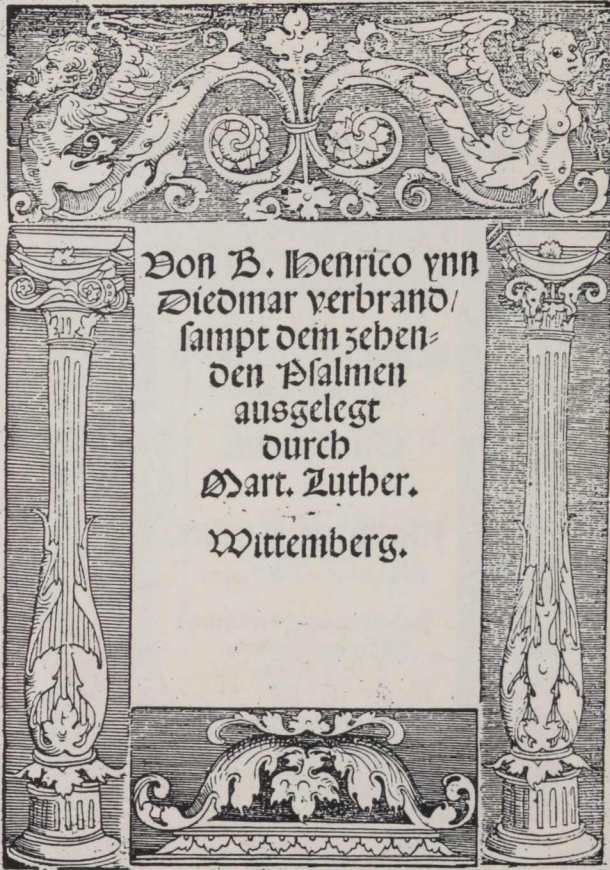 Von B. Henrico ynn
Diedmar verbrand/
sampt dem zehen⸗
den Psalmen
ausgelegt
durch
Mart. Luther.
Wittemberg.